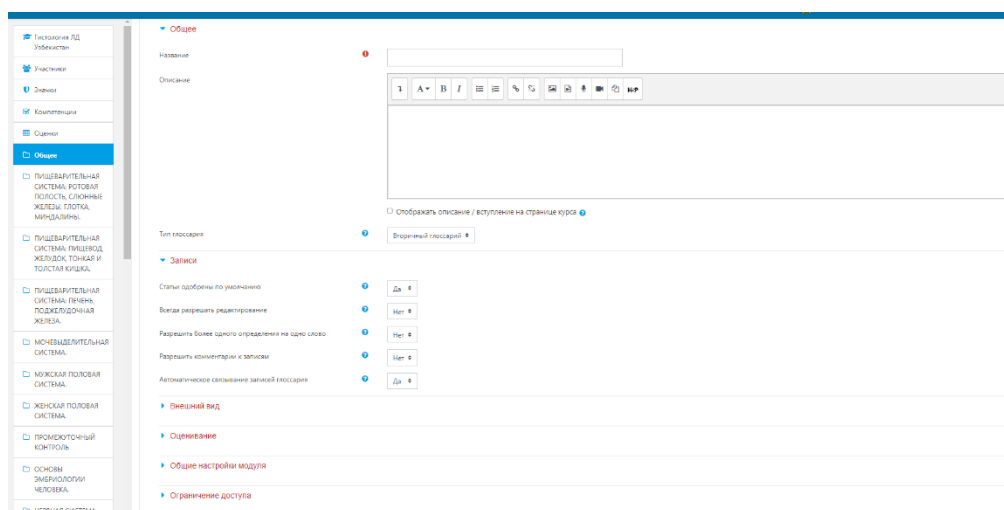 Гистология ЛД
Узбекистан
Участники
Значки
Компетенции
Оценки
Общее
ПИЩЕВАРИТЕЛЬНАЯ
СИСТЕМА: РОТОВАЯ
ПОЛОСТЬ, СЛЮННЫЕ
ЖЕЛЕЗЫ, ГЛОТКА,
МИНДАЛИНЫ.
ПИЩЕВАРИТЕЛЬНАЯ
СИСТЕМА: ПИЩЕВОД,
ЖЕЛУДОК, ТОНКАЯ И
ТОЛСТАЯ КИШКА.
ПИЩЕВАРИТЕЛЬНАЯ
СИСТЕМА: ПЕЧЕНЬ,
ПОДЖЕЛУДОЧНАЯ
ЖЕЛЕЗА.
МОЧЕВЫДЕЛИТЕЛЬНАЯ
СИСТЕМА.
МУЖСКАЯ ПОЛОВАЯ
СИСТЕМА.
ЖЕНСКАЯ ПОЛОВАЯ
СИСТЕМА.
ПРОМЕЖУТОЧНЫЙ
КОНТРОЛЬ
ОСНОВЫ
ЭМБРИОЛОГИИ
ЧЕЛОВЕКА.
НЕРВНАЯ СИСТЕМА
Общее
Название
Описание
A B I H-P
Отображать описание / вступление на странице курса
Тип глоссария Вторичный глоссарий
Записи
Статьи одобрены по умолчанию Да
Всегда разрешать редактирование Нет
Разрешить более одного определения на одно слово Нет
Разрешить комментарии к записям Нет
Автоматическое связывание записей глоссария Да
Внешний вид
Оценивание
Общие настройки модуля
Ограничение доступа